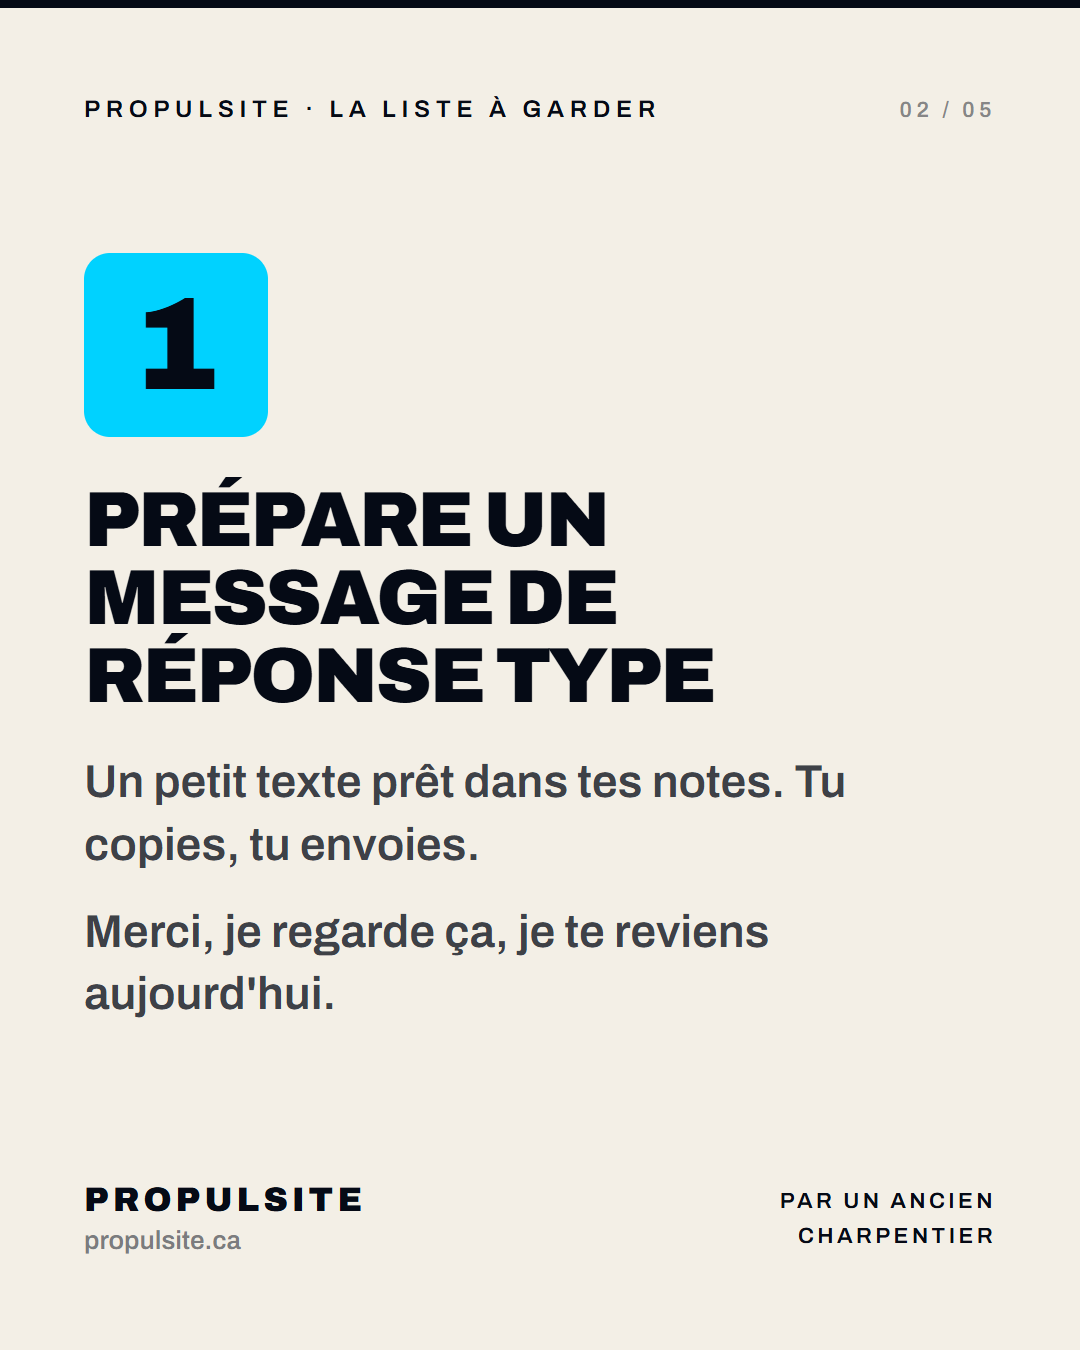 PROPULSITE · LA LISTE À GARDER
02 / 05
1
PRÉPARE UN
MESSAGE DE
RÉPONSE TYPE
Un petit texte prêt dans tes notes. Tu
copies, tu envoies.
Merci, je regarde ça, je te reviens
aujourd'hui.
PROPULSITE
propulsite.ca
PAR UN ANCIEN
CHARPENTIER